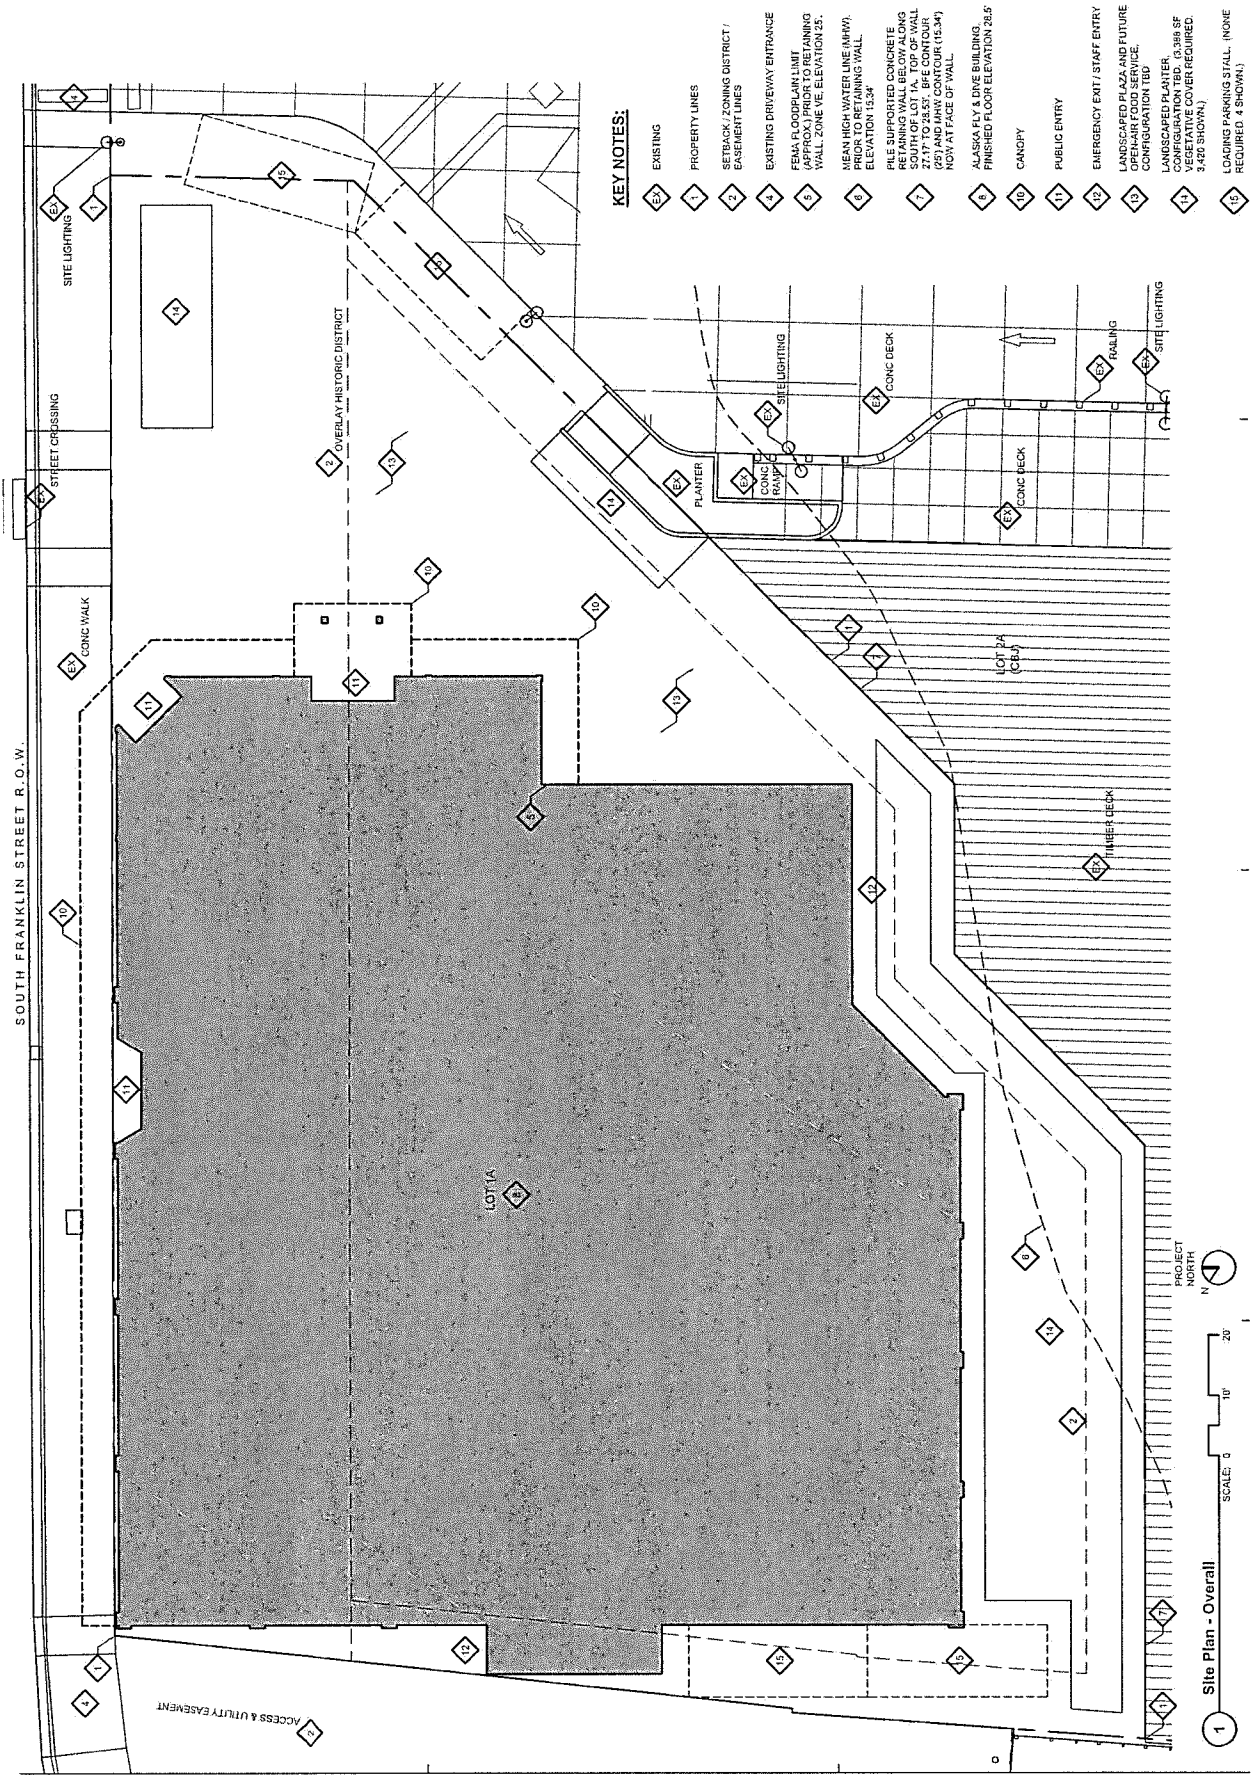 SOUTH FRANKLIN STREET R.O.W.
ACCESS & UTILITY EASEMENT
CONC WALK
STREET CROSSING
SITE LIGHTING
OVERLAY HISTORIC DISTRICT
LOT 1A
LOT 2A
(CBJ)
TIMBER DECK
PLANTER
CONC
RAMP
SITE LIGHTING
CONC DECK
CONC DECK
RAILING
SITE LIGHTING
KEY NOTES:
EX EXISTING
1 PROPERTY LINES
2 SETBACK / ZONING DISTRICT /
EASEMENT LINES
4 EXISTING DRIVEWAY ENTRANCE
5 FEMA FLOODPLAIN LIMIT
(APPROX.) PRIOR TO RETAINING
WALL. ZONE VE, ELEVATION 25'.
6 MEAN HIGH WATER LINE (MHW).
PRIOR TO RETAINING WALL.
ELEVATION 15.34'
7 PILE SUPPORTED CONCRETE
RETAINING WALL BELOW ALONG
SOUTH OF LOT 1A. TOP OF WALL
27.17' TO 28.53'. BFE CONTOUR
(25') AND MHW CONTOUR (15.34')
NOW AT FACE OF WALL.
8 ALASKA FLY & DIVE BUILDING.
FINISHED FLOOR ELEVATION 28.5'
10 CANOPY
11 PUBLIC ENTRY
12 EMERGENCY EXIT / STAFF ENTRY
13 LANDSCAPED PLAZA AND FUTURE
OPEN-AIR FOOD SERVICE,
CONFIGURATION TBD
14 LANDSCAPED PLANTER,
CONFIGURATION TBD. (3,386 SF
VEGETATIVE COVER REQUIRED.
3,420 SHOWN.)
15 LOADING PARKING STALL. (NONE
REQUIRED. 4 SHOWN.)
PROJECT
NORTH
N
1 Site Plan - Overall
SCALE: 0 10' 20'